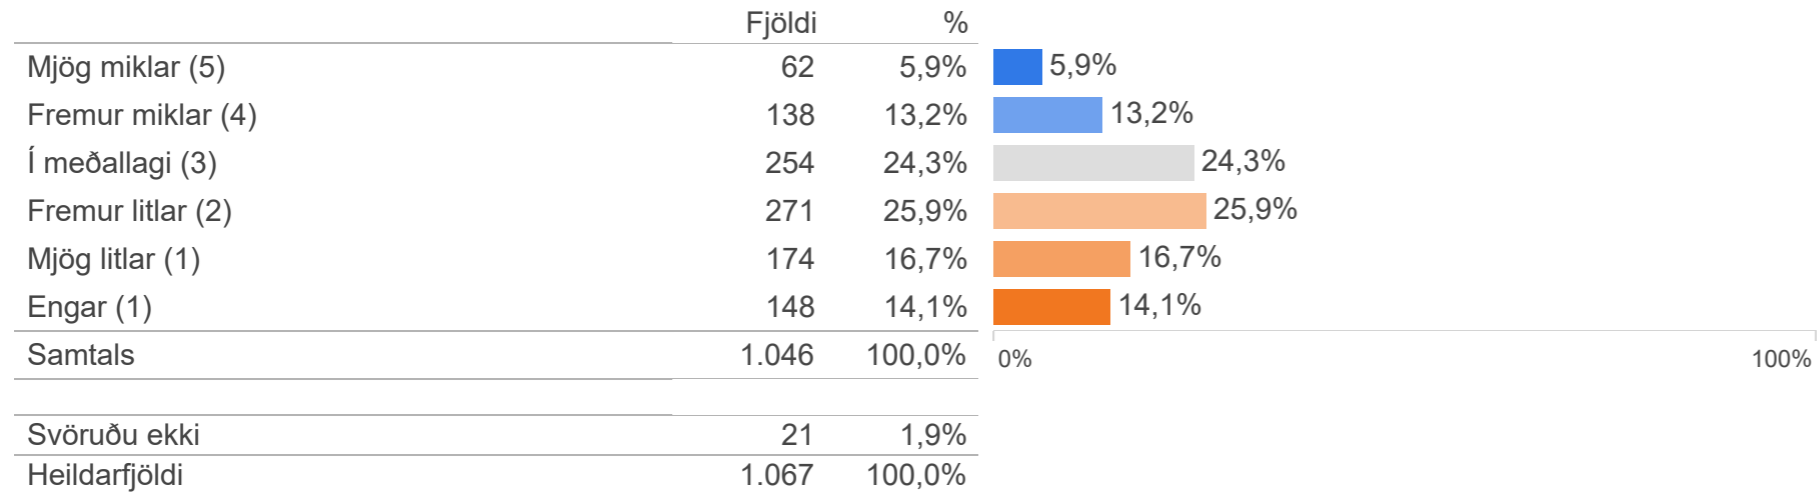 Fjöldi %
Mjög miklar (5) 62 5,9% 5,9%
Fremur miklar (4) 138 13,2% 13,2%
Í meðallagi (3) 254 24,3% 24,3%
Fremur litlar (2) 271 25,9% 25,9%
Mjög litlar (1) 174 16,7% 16,7%
Engar (1) 148 14,1% 14,1%
Samtals 1.046 100,0% 0% 100%
Svöruðu ekki 21 1,9%
Heildarfjöldi 1.067 100,0%